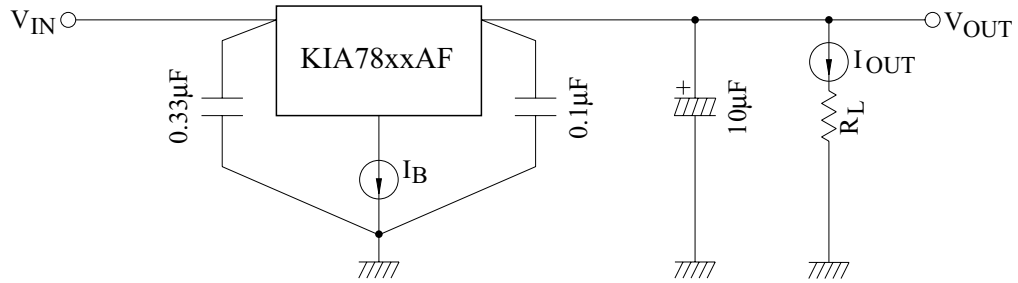 VIN
VOUT
KIA78xxAF
0.33μF
0.1μF
IB
+
10μF
IOUT
RL